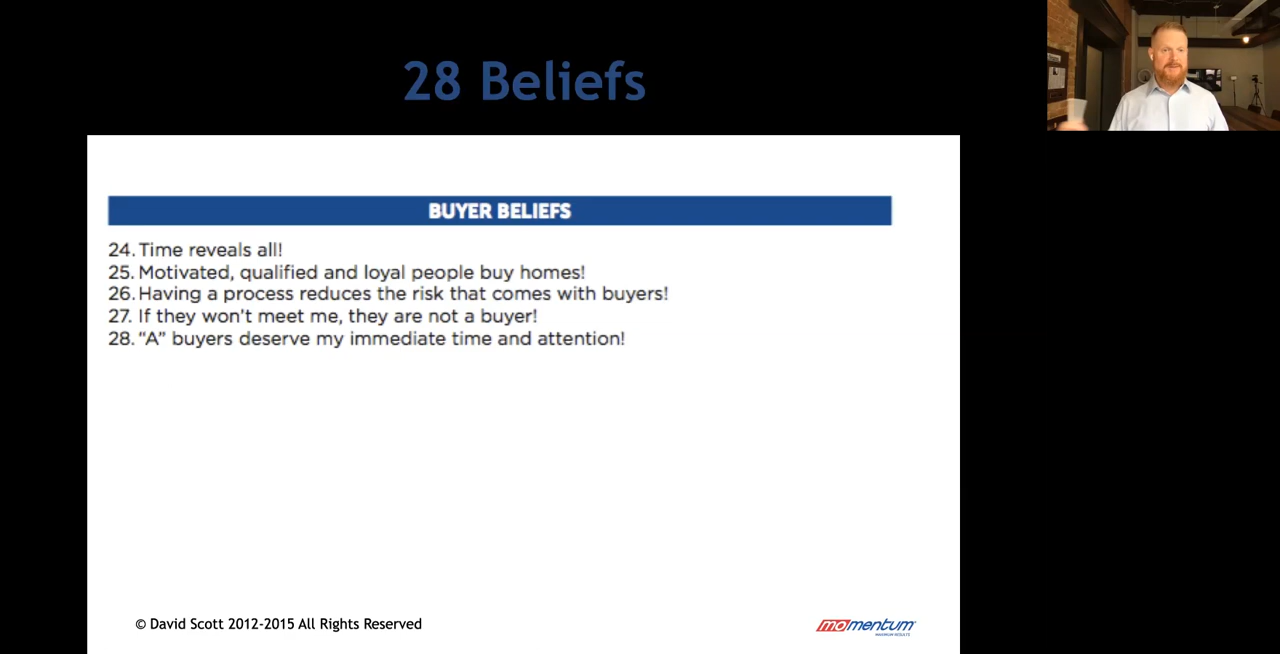 28 Beliefs
BUYER BELIEFS
24. Time reveals all!
25. Motivated, qualified and loyal people buy homes!
26. Having a process reduces the risk that comes with buyers!
27. If they won’t meet me, they are not a buyer!
28. “A” buyers deserve my immediate time and attention!
© David Scott 2012-2015 All Rights Reserved
momentum
MAXIMUM RESULTS